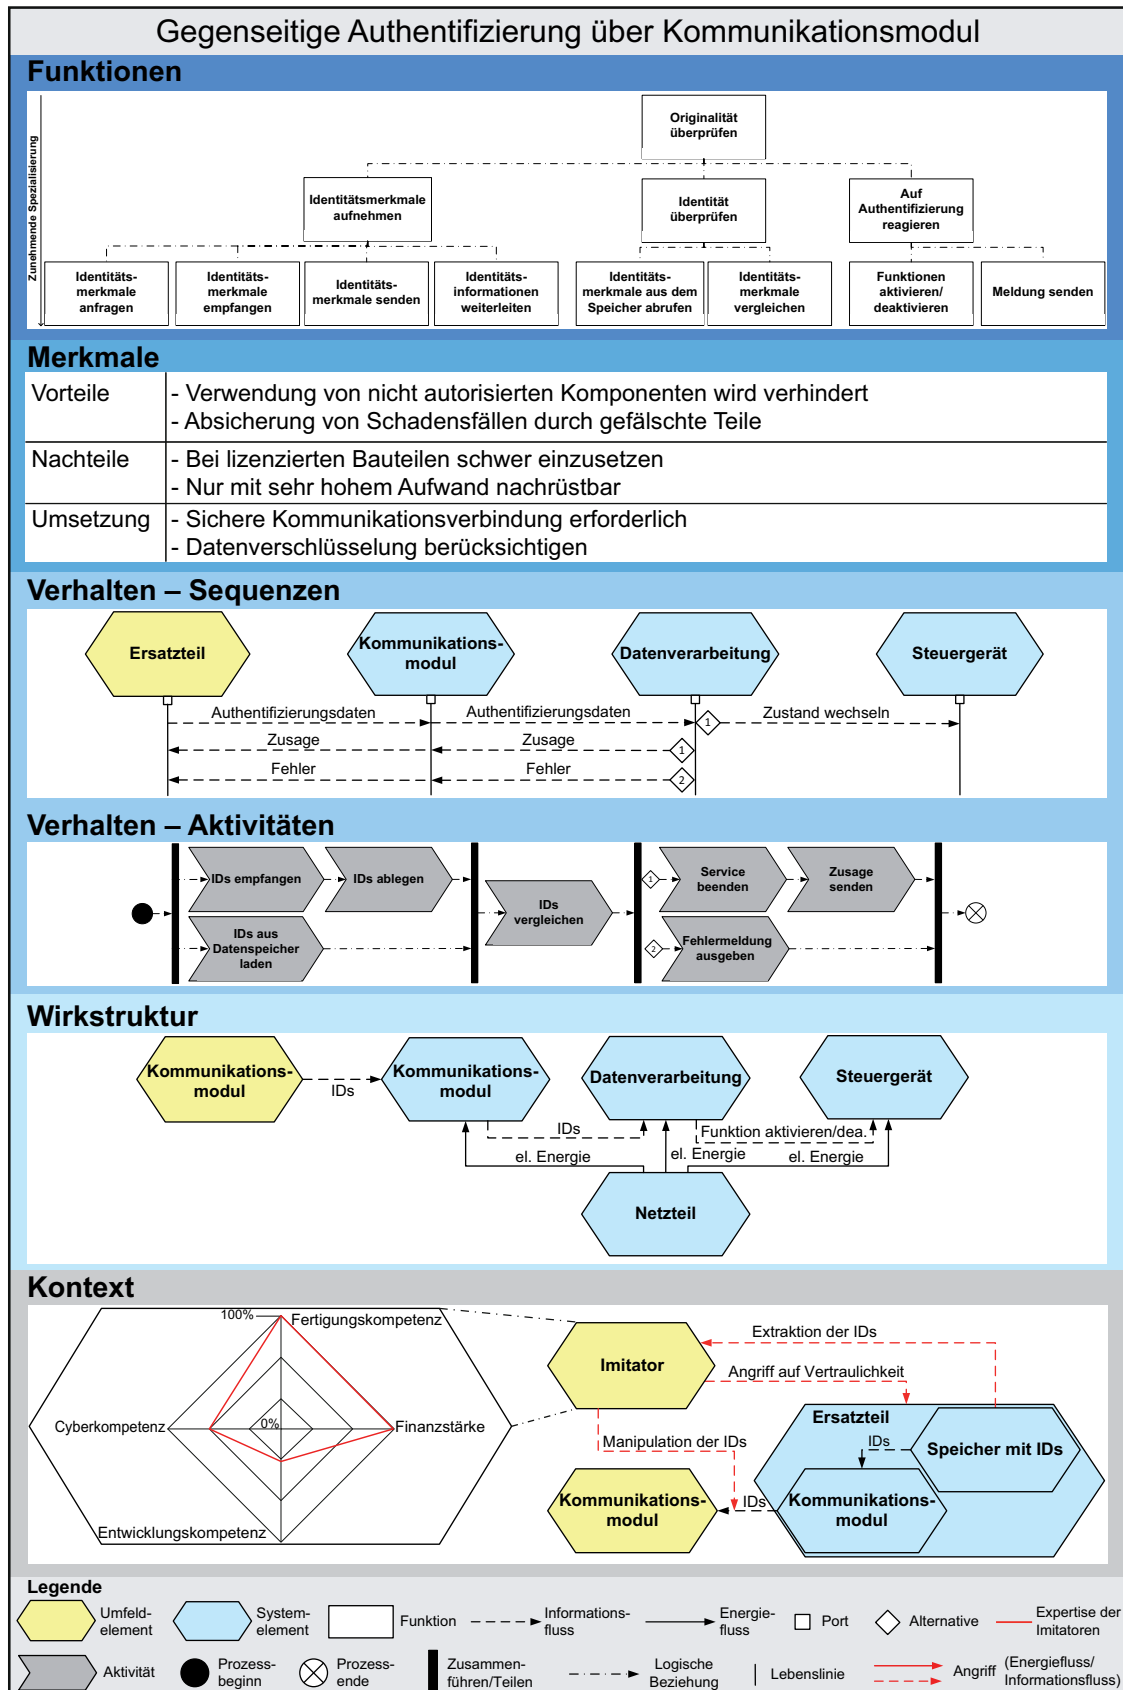 Gegenseitige Authentifizierung über Kommunikationsmodul
Funktionen
Zunehmende Spezialisierung
Originalität
überprüfen
Identitätsmerkmale
aufnehmen
Identität
überprüfen
Auf
Authentifizierung
reagieren
Identitäts-
merkmale
anfragen
Identitäts-
merkmale
empfangen
Identitäts-
merkmale senden
Identitäts-
informationen
weiterleiten
Identitäts-
merkmale aus dem
Speicher abrufen
Identitäts-
merkmale
vergleichen
Funktionen
aktivieren/
deaktivieren
Meldung senden
Merkmale
Vorteile
- Verwendung von nicht autorisierten Komponenten wird verhindert
- Absicherung von Schadensfällen durch gefälschte Teile
Nachteile
- Bei lizenzierten Bauteilen schwer einzusetzen
- Nur mit sehr hohem Aufwand nachrüstbar
Umsetzung
- Sichere Kommunikationsverbindung erforderlich
- Datenverschlüsselung berücksichtigen
Verhalten – Sequenzen
Ersatzteil
Kommunikations-
modul
Datenverarbeitung
Steuergerät
Authentifizierungsdaten
Authentifizierungsdaten
1
Zustand wechseln
Zusage
Zusage
1
Fehler
Fehler
2
Verhalten – Aktivitäten
IDs empfangen
IDs ablegen
IDs aus
Datenspeicher
laden
IDs
vergleichen
1
Service
beenden
Zusage
senden
2
Fehlermeldung
ausgeben
Wirkstruktur
Kommunikations-
modul
IDs
Kommunikations-
modul
Datenverarbeitung
Steuergerät
IDs
Funktion aktivieren/dea.
el. Energie
el. Energie
el. Energie
Netzteil
Kontext
100%
Fertigungskompetenz
Cyberkompetenz
0%
Finanzstärke
Entwicklungskompetenz
Imitator
Extraktion der IDs
Angriff auf Vertraulichkeit
Ersatzteil
Speicher mit IDs
IDs
Manipulation der IDs
Kommunikations-
modul
IDs
Kommunikations-
modul
Legende
Umfeld-
element
System-
element
Funktion
Informations-
fluss
Energie-
fluss
Port
Alternative
Expertise der
Imitatoren
Aktivität
Prozess-
beginn
Prozess-
ende
Zusammen-
führen/Teilen
Logische
Beziehung
Lebenslinie
Angriff
(Energiefluss/
Informationsfluss)